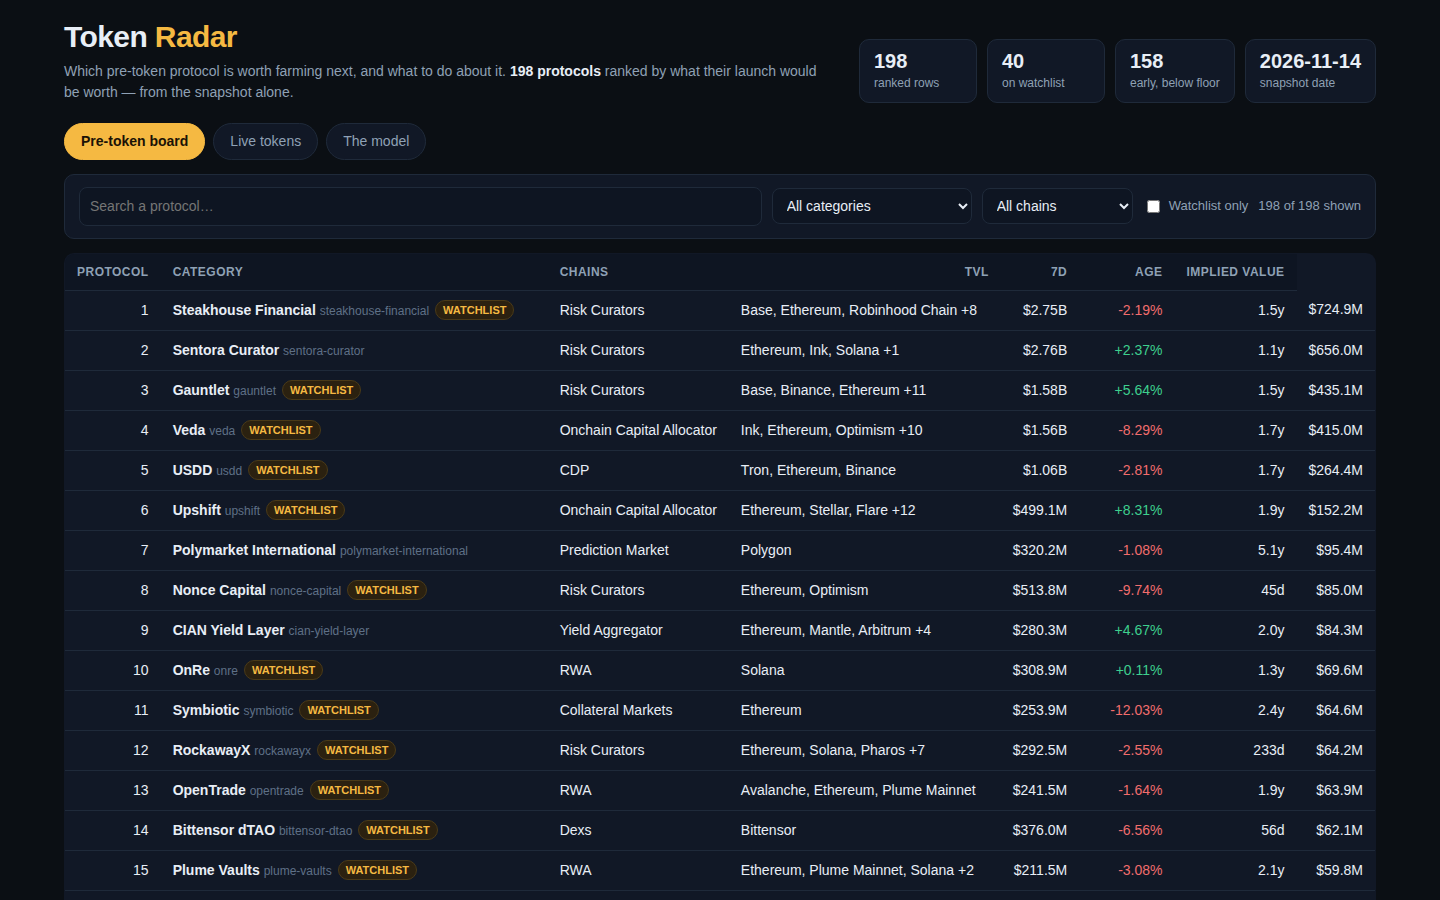 Token Radar
Which pre-token protocol is worth farming next, and what to do about it. 198 protocols ranked by what their launch would
be worth — from the snapshot alone.
198
ranked rows
40
on watchlist
158
early, below floor
2026-11-14
snapshot date
Pre-token board Live tokens The model
Search a protocol… All categories All chains Watchlist only 198 of 198 shown
PROTOCOL CATEGORY CHAINS TVL 7D AGE IMPLIED VALUE
1 Steakhouse Financial steakhouse-financial WATCHLIST Risk Curators Base, Ethereum, Robinhood Chain +8 $2.75B -2.19% 1.5y $724.9M
2 Sentora Curator sentora-curator Risk Curators Ethereum, Ink, Solana +1 $2.76B +2.37% 1.1y $656.0M
3 Gauntlet gauntlet WATCHLIST Risk Curators Base, Binance, Ethereum +11 $1.58B +5.64% 1.5y $435.1M
4 Veda veda WATCHLIST Onchain Capital Allocator Ink, Ethereum, Optimism +10 $1.56B -8.29% 1.7y $415.0M
5 USDD usdd WATCHLIST CDP Tron, Ethereum, Binance $1.06B -2.81% 1.7y $264.4M
6 Upshift upshift WATCHLIST Onchain Capital Allocator Ethereum, Stellar, Flare +12 $499.1M +8.31% 1.9y $152.2M
7 Polymarket International polymarket-international Prediction Market Polygon $320.2M -1.08% 5.1y $95.4M
8 Nonce Capital nonce-capital WATCHLIST Risk Curators Ethereum, Optimism $513.8M -9.74% 45d $85.0M
9 CIAN Yield Layer cian-yield-layer Yield Aggregator Ethereum, Mantle, Arbitrum +4 $280.3M +4.67% 2.0y $84.3M
10 OnRe onre WATCHLIST RWA Solana $308.9M +0.11% 1.3y $69.6M
11 Symbiotic symbiotic WATCHLIST Collateral Markets Ethereum $253.9M -12.03% 2.4y $64.6M
12 RockawayX rockawayx WATCHLIST Risk Curators Ethereum, Solana, Pharos +7 $292.5M -2.55% 233d $64.2M
13 OpenTrade opentrade WATCHLIST RWA Avalanche, Ethereum, Plume Mainnet $241.5M -1.64% 1.9y $63.9M
14 Bittensor dTAO bittensor-dtao WATCHLIST Dexs Bittensor $376.0M -6.56% 56d $62.1M
15 Plume Vaults plume-vaults WATCHLIST RWA Ethereum, Plume Mainnet, Solana +2 $211.5M -3.08% 2.1y $59.8M